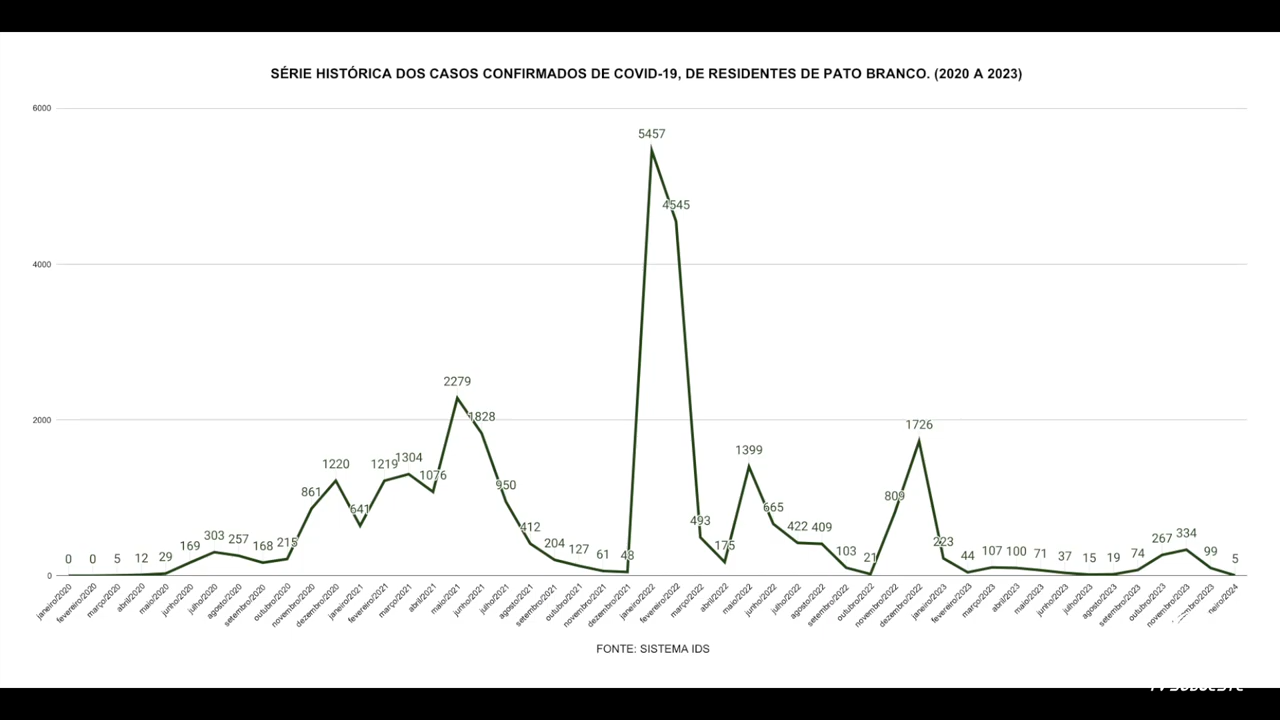 SÉRIE HISTÓRICA DOS CASOS CONFIRMADOS DE COVID-19, DE RESIDENTES DE PATO BRANCO. (2020 A 2023)
6000
4000
2000
0
0 0 5 12 29 169 303 257 168 215 861 1220 641 1219 1304 1076 2279 1828 950 412 204 127 61 48 5457 4545 493 175 1399 665 422 409 103 21 809 1726 223 44 107 100 71 37 15 19 74 267 334 99 5
janeiro/2020 fevereiro/2020 março/2020 abril/2020 maio/2020 junho/2020 julho/2020 agosto/2020 setembro/2020 outubro/2020 novembro/2020 dezembro/2020 janeiro/2021 fevereiro/2021 março/2021 abril/2021 maio/2021 junho/2021 julho/2021 agosto/2021 setembro/2021 outubro/2021 novembro/2021 dezembro/2021 janeiro/2022 fevereiro/2022 março/2022 abril/2022 maio/2022 junho/2022 julho/2022 agosto/2022 setembro/2022 outubro/2022 novembro/2022 dezembro/2022 janeiro/2023 fevereiro/2023 março/2023 abril/2023 maio/2023 junho/2023 julho/2023 agosto/2023 setembro/2023 outubro/2023 novembro/2023
FONTE: SISTEMA IDS